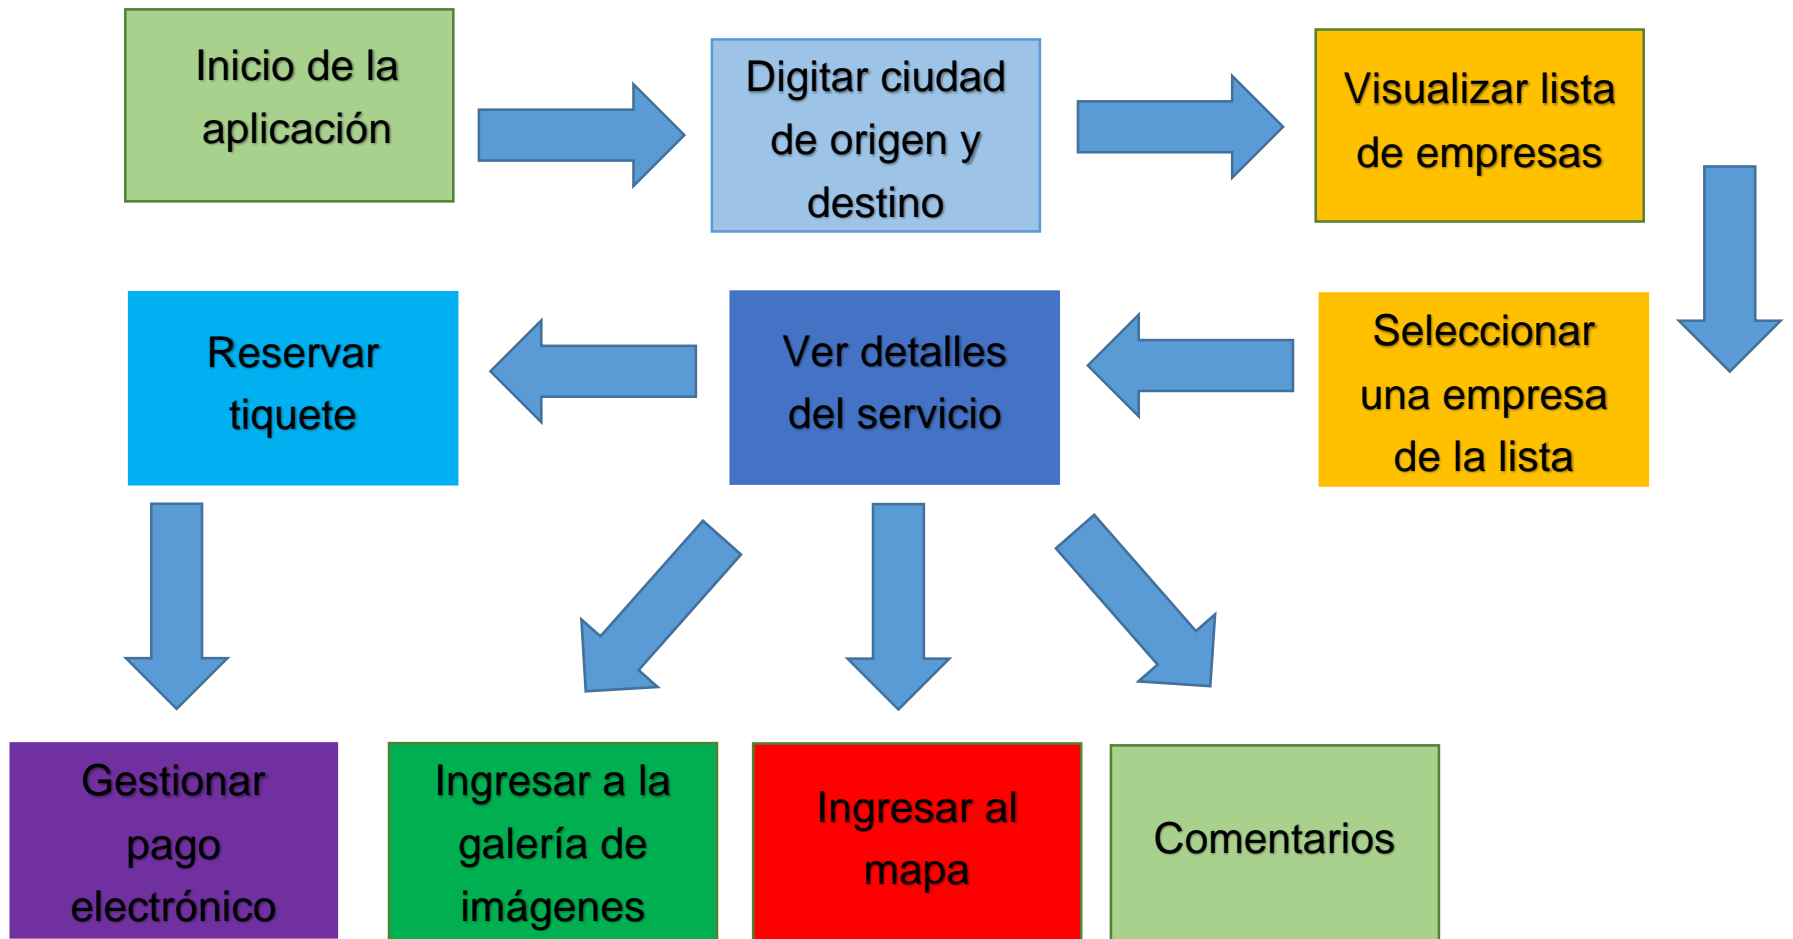 Inicio de la
aplicación
Digitar ciudad
de origen y
destino
Visualizar lista
de empresas
Reservar
tiquete
Ver detalles
del servicio
Seleccionar
una empresa
de la lista
Gestionar
pago
electrónico
Ingresar a la
galería de
imágenes
Ingresar al
mapa
Comentarios